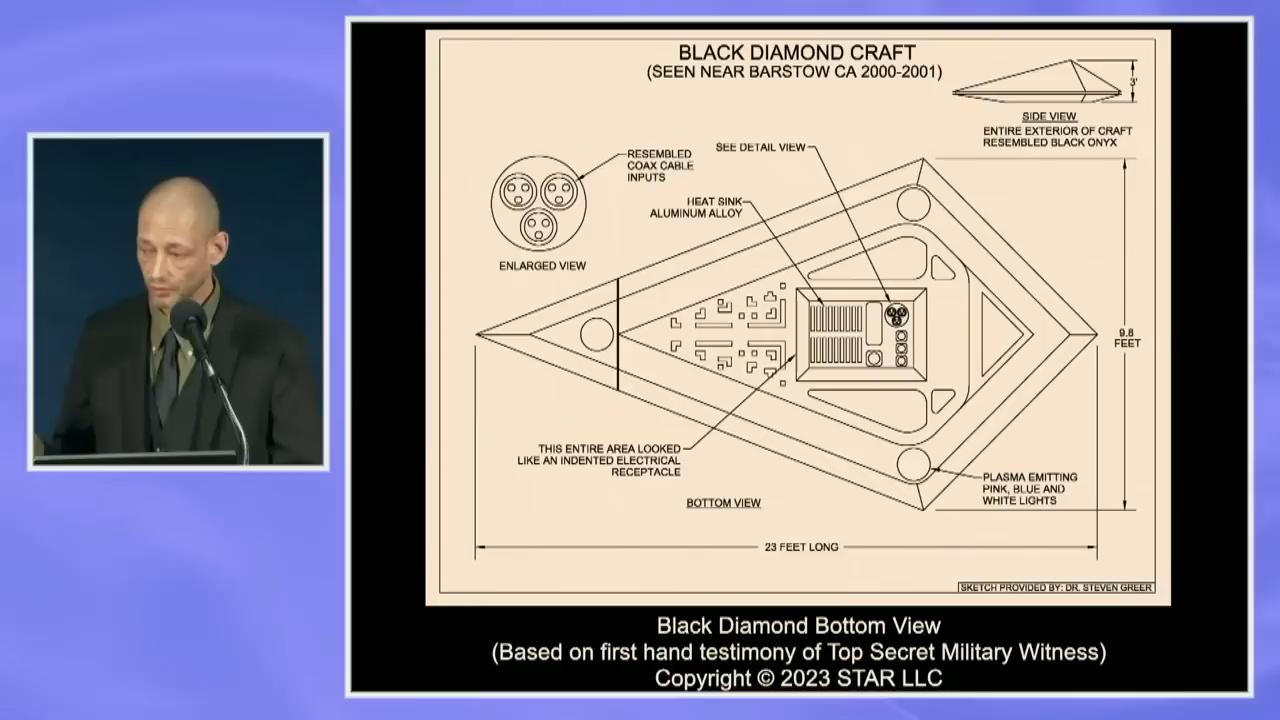 BLACK DIAMOND CRAFT
(SEEN NEAR BARSTOW CA 2000-2001)
3'
SIDE VIEW
ENTIRE EXTERIOR OF CRAFT
RESEMBLED BLACK ONYX
RESEMBLED
COAX CABLE
INPUTS
SEE DETAIL VIEW
HEAT SINK
ALUMINUM ALLOY
ENLARGED VIEW
9.8
FEET
THIS ENTIRE AREA LOOKED
LIKE AN INDENTED ELECTRICAL
RECEPTACLE
PLASMA EMITTING
PINK, BLUE AND
WHITE LIGHTS
BOTTOM VIEW
23 FEET LONG
SKETCH PROVIDED BY: DR. STEVEN GREER
Black Diamond Bottom View
(Based on first hand testimony of Top Secret Military Witness)
Copyright © 2023 STAR LLC